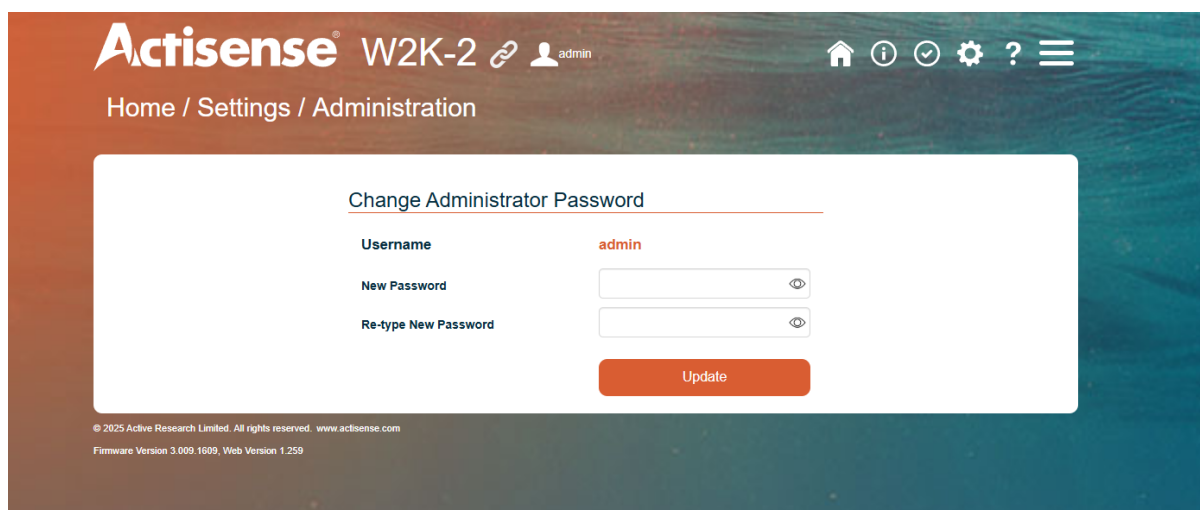 Actisense® W2K-2 admin ?
Home / Settings / Administration
Change Administrator Password
Username admin
New Password
Re-type New Password
Update
© 2025 Active Research Limited. All rights reserved. www.actisense.com
Firmware Version 3.009.1609, Web Version 1.259